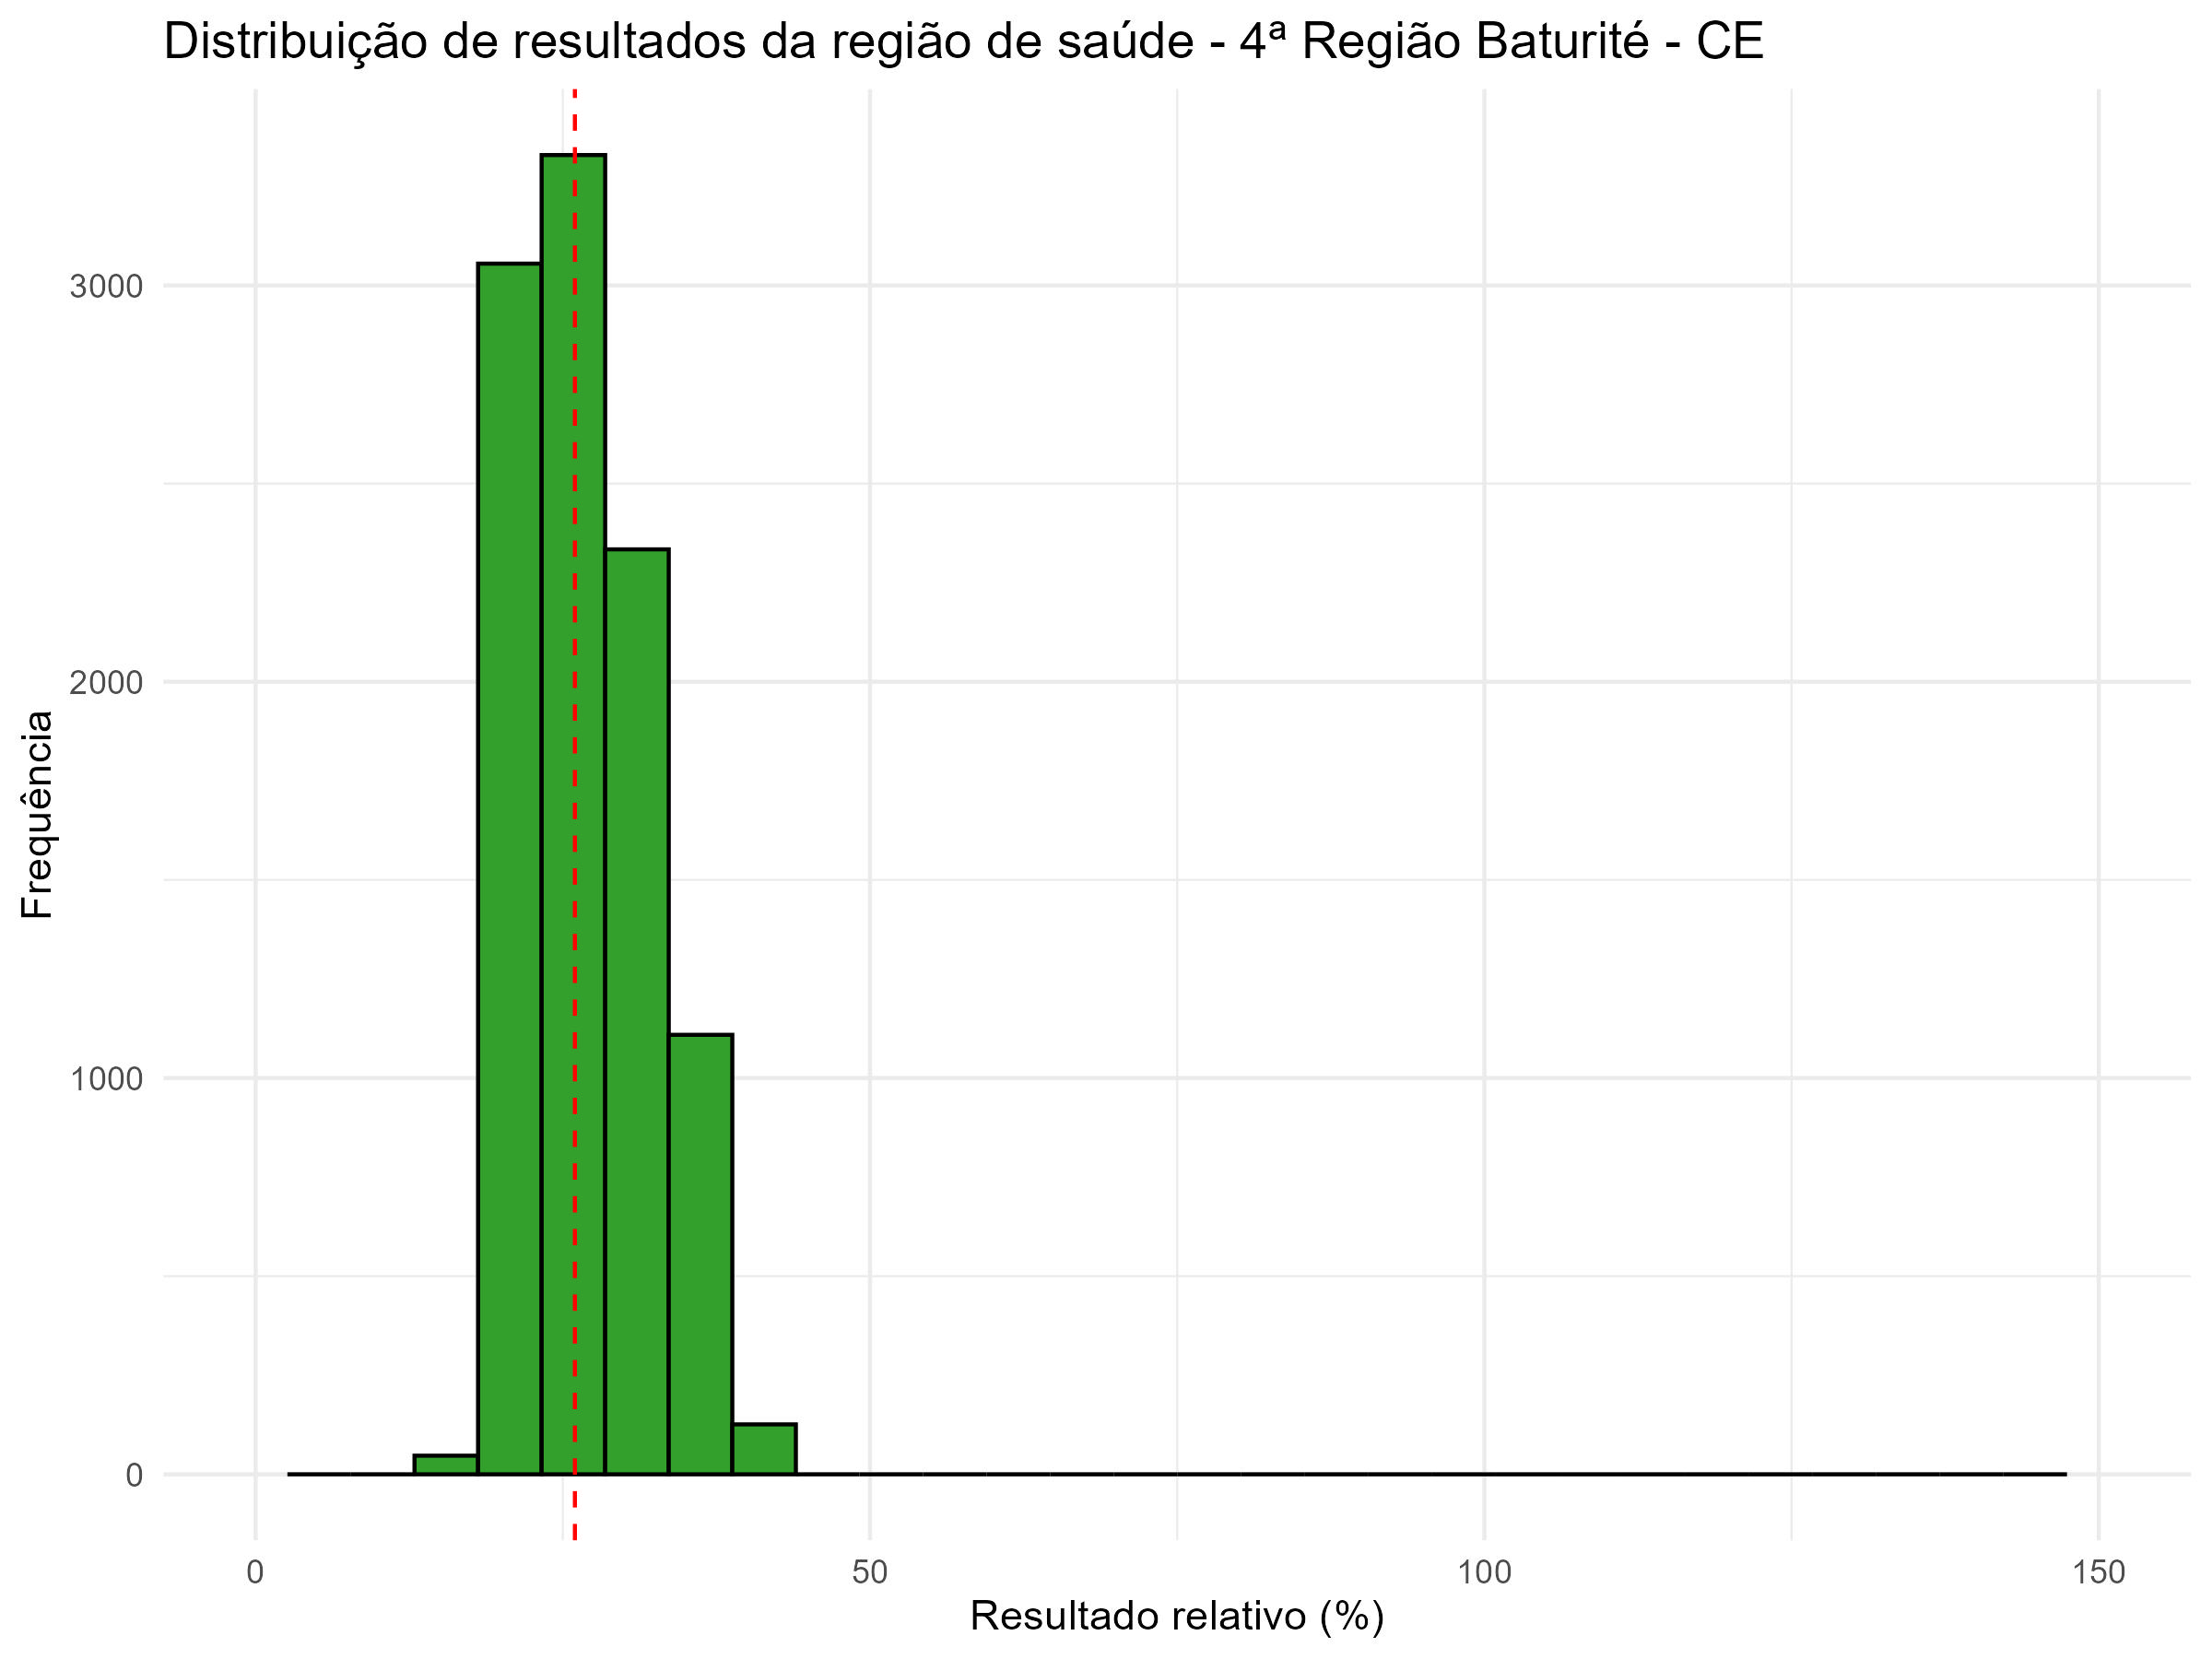 Distribuição de resultados da região de saúde - 4ª Região Baturité - CE
Frequência
3000
2000
1000
0
0 50 100 150
Resultado relativo (%)